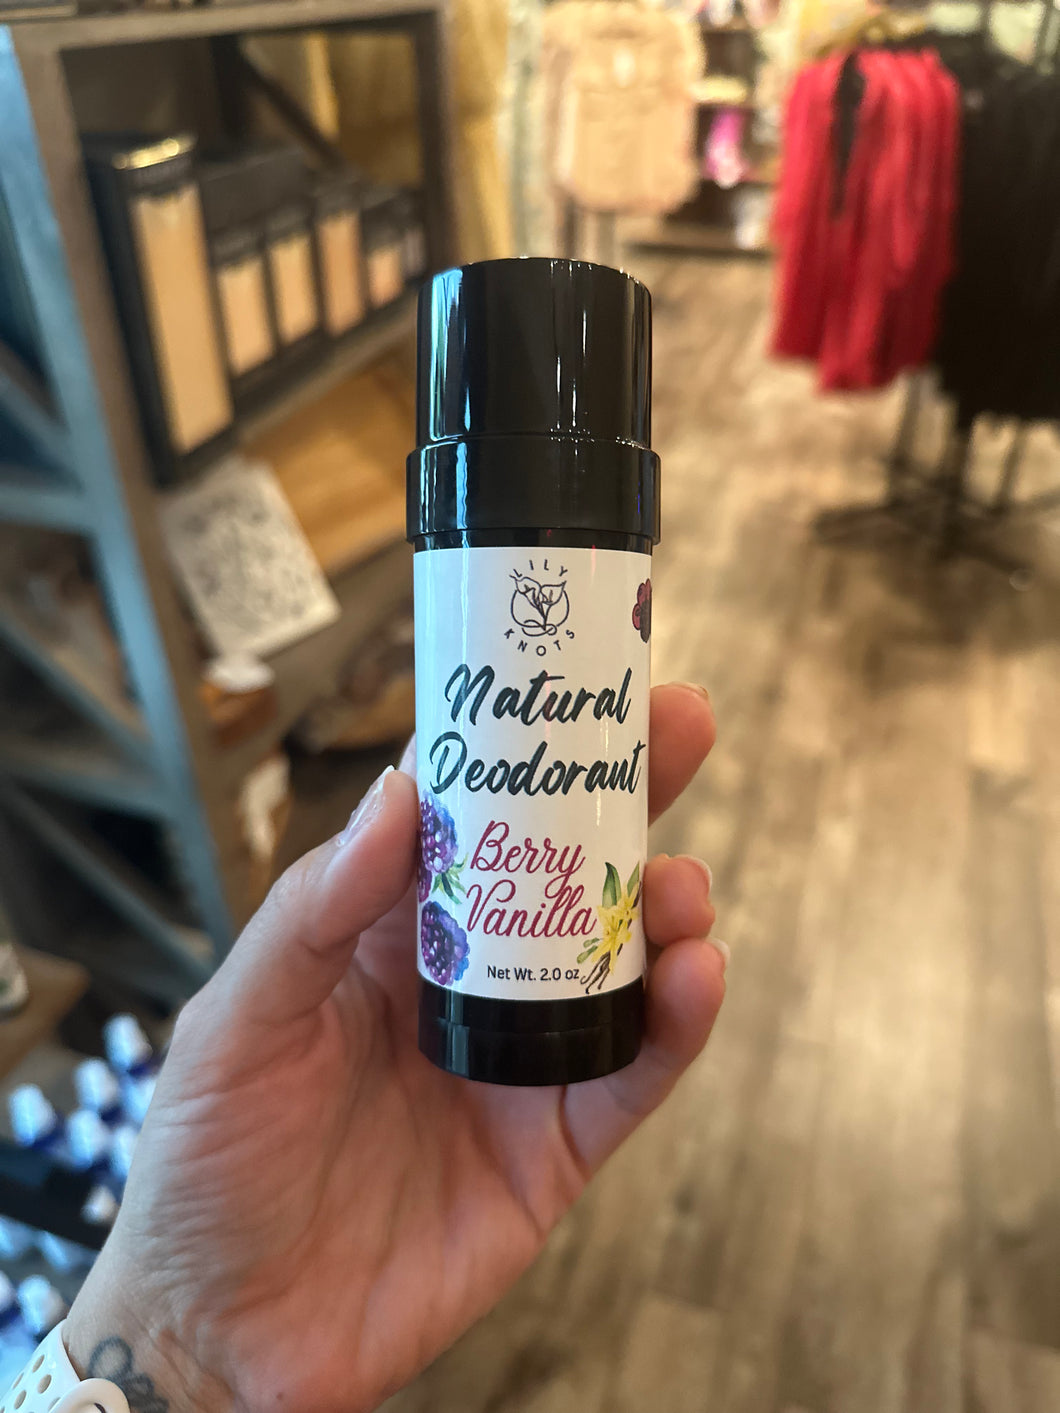 LILY
KNOTS
Natural
Deodorant
Berry
Vanilla
Net Wt. 2.0 oz